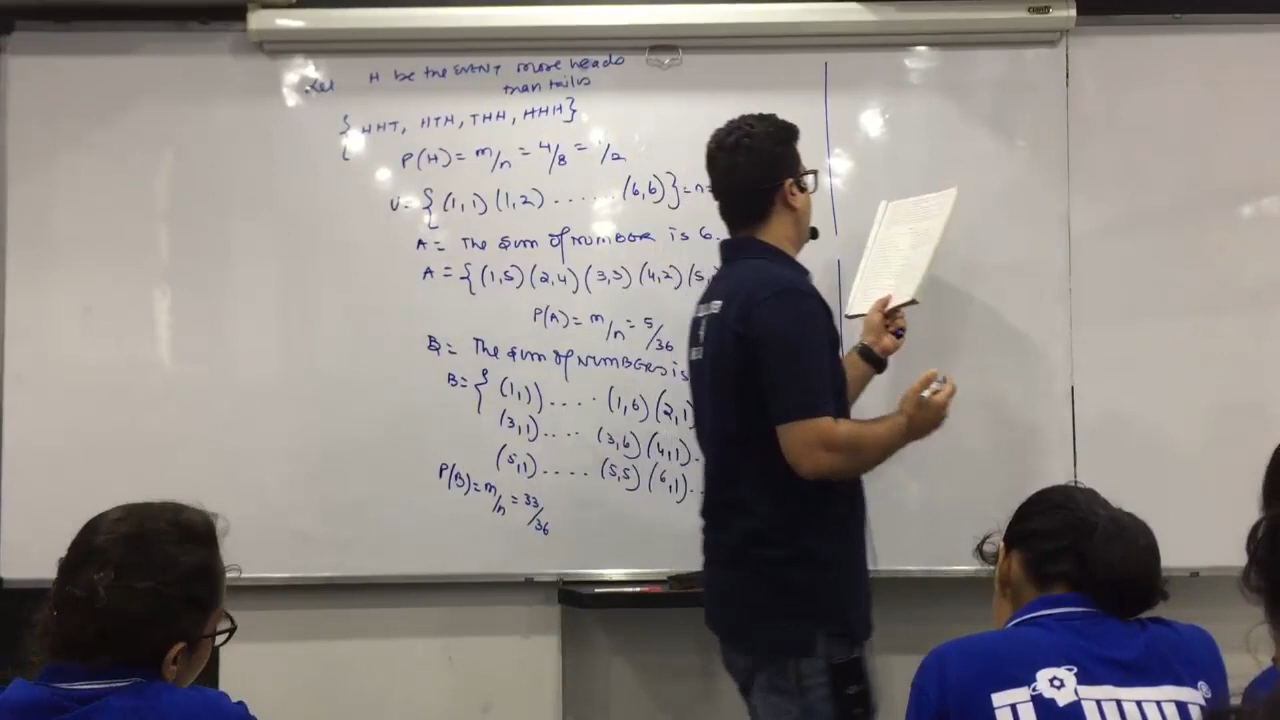 Let H be the EVENT more heads
than tails
{HHT, HTH, THH, HHH}
P(H) = m/n = 4/8 = 1/2
U = {(1,1)(1,2) ...... (6,6)} = n =
A = The sum of NUMBER is 6.
A = {(1,5)(2,4)(3,3)(4,2)(5,
P(A) = m/n = 5/36
B = The sum of NUMBERS is
B = {(1,1) .... (1,6)(2,1)
(3,1) .... (3,6)(4,1) .
(5,1) ..... (5,5)(6,1) ..
P(B) = m/n = 33/36